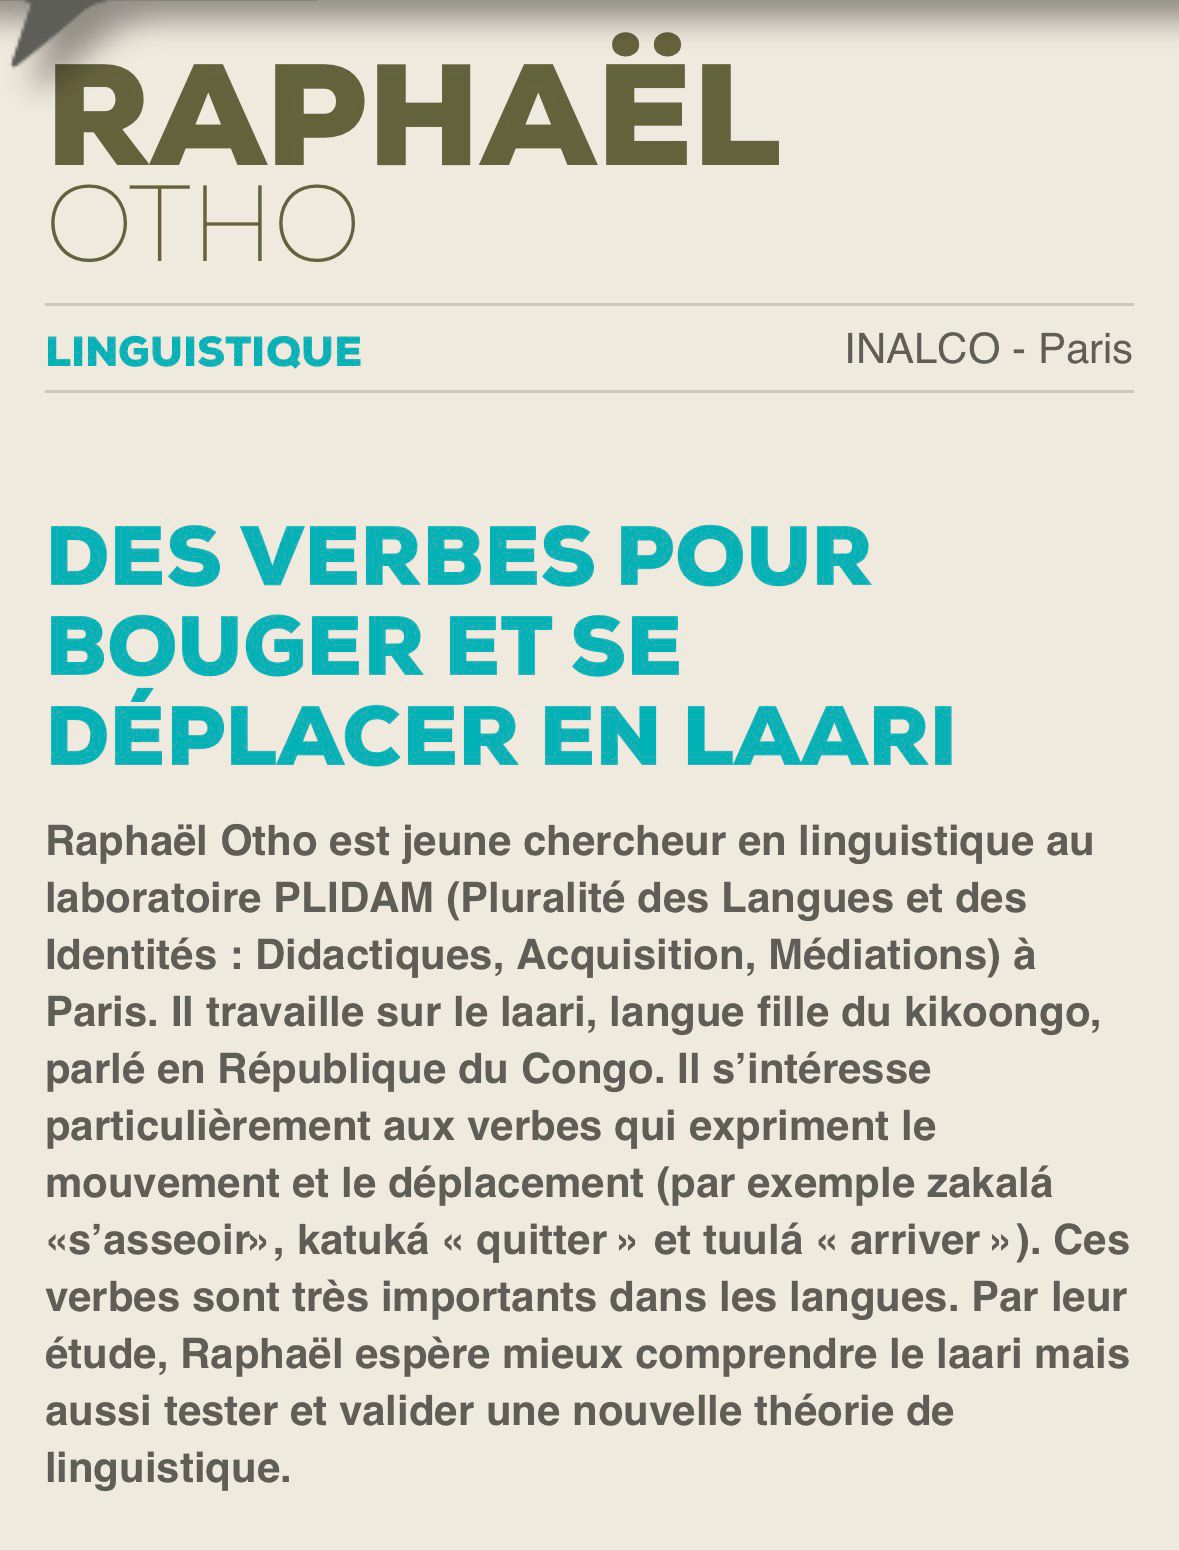 RAPHAËL
OTHO
LINGUISTIQUE
INALCO - Paris
DES VERBES POUR
BOUGER ET SE
DÉPLACER EN LAARI
Raphaël Otho est jeune chercheur en linguistique au
laboratoire PLIDAM (Pluralité des Langues et des
Identités : Didactiques, Acquisition, Médiations) à
Paris. Il travaille sur le laari, langue fille du kikoongo,
parlé en République du Congo. Il s’intéresse
particulièrement aux verbes qui expriment le
mouvement et le déplacement (par exemple zakalá
«s’asseoir», katuká « quitter » et tuulá « arriver »). Ces
verbes sont très importants dans les langues. Par leur
étude, Raphaël espère mieux comprendre le laari mais
aussi tester et valider une nouvelle théorie de
linguistique.